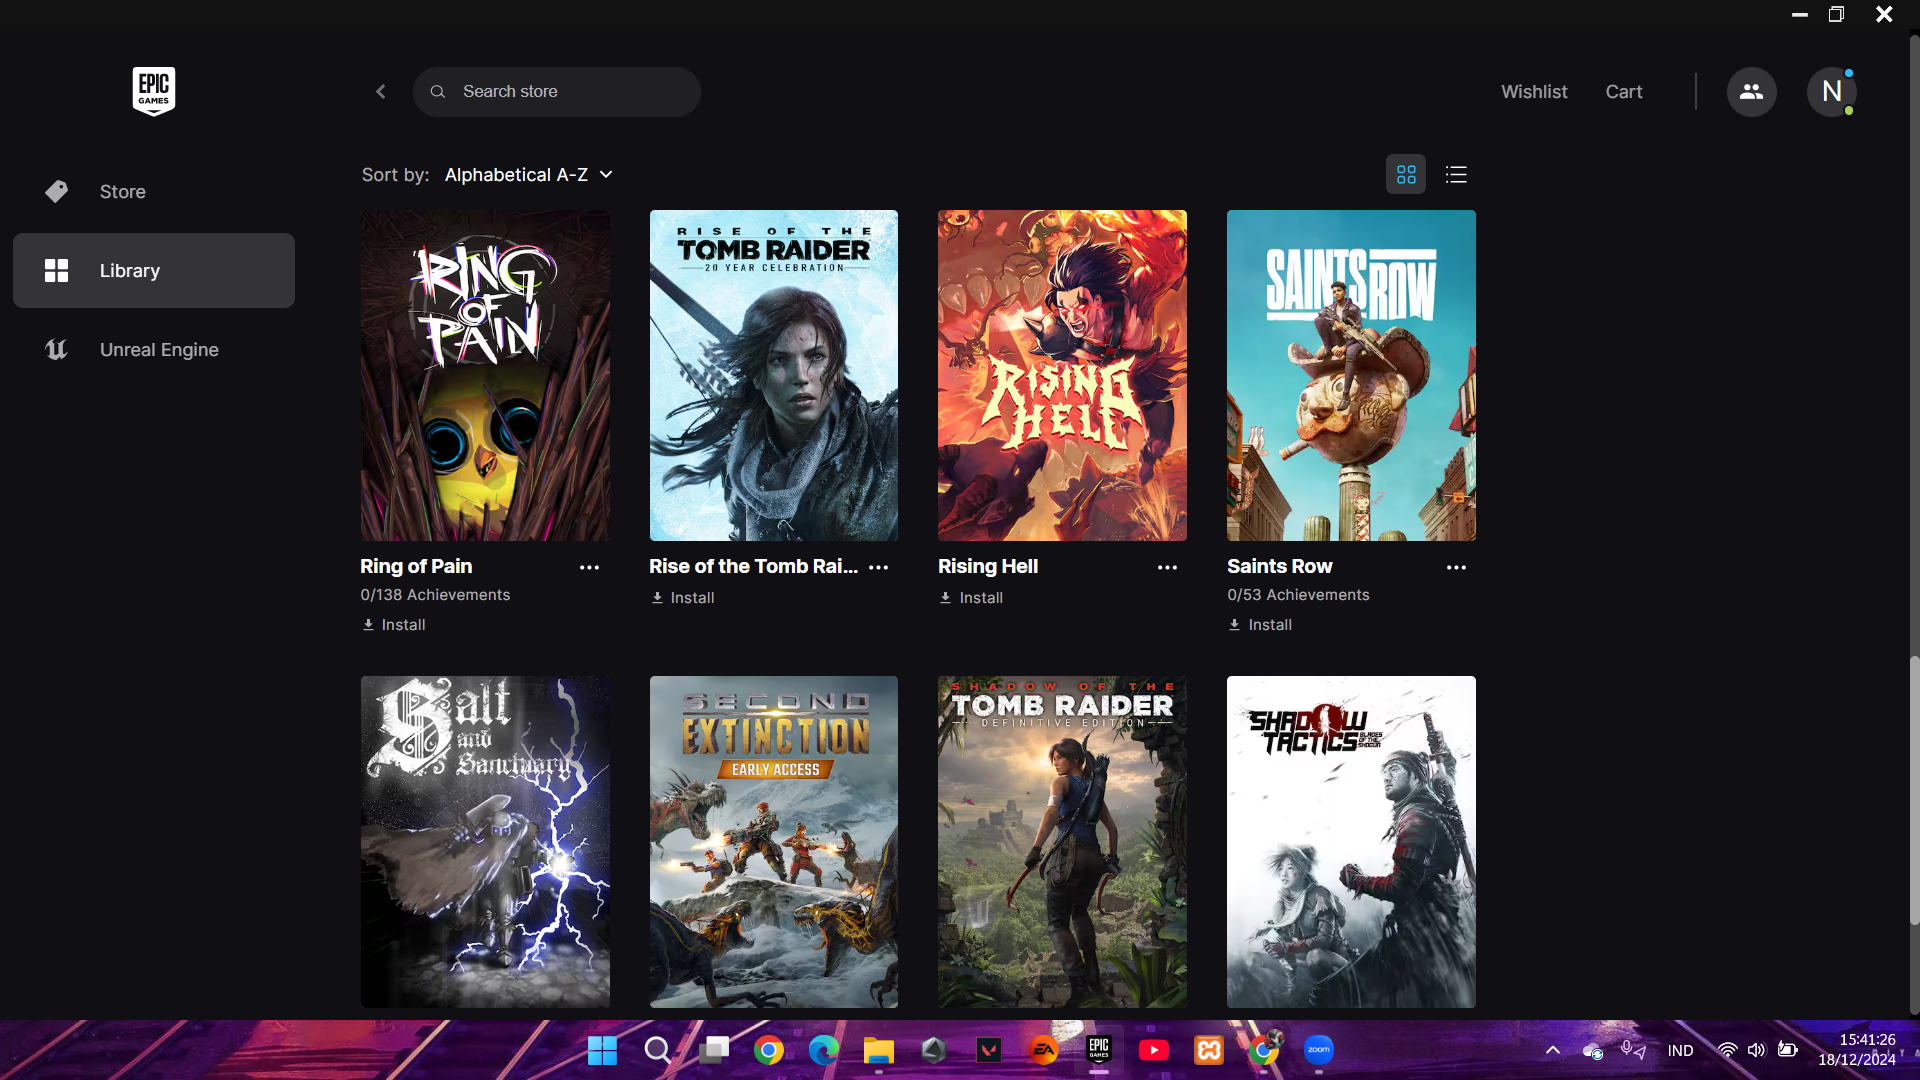 EPIC
GAMES
Search store
Wishlist
Cart
N
Store
Library
Unreal Engine
Sort by: Alphabetical A-Z
RING
OF
PAIN
RISE OF THE
TOMB RAIDER
20 YEAR CELEBRATION
RISING
HELL
SAINTS ROW
Ring of Pain
0/138 Achievements
Install
Rise of the Tomb Rai...
Install
Rising Hell
Install
Saints Row
0/53 Achievements
Install
Salt
and
Sanctuary
SECOND
EXTINCTION
EARLY ACCESS
SHADOW OF THE
TOMB RAIDER
DEFINITIVE EDITION
SHADOW
TACTICS
BLADES
OF THE
SHOGUN
EA
EPIC
GAMES
zoom
IND
15:41:26
18/12/2024